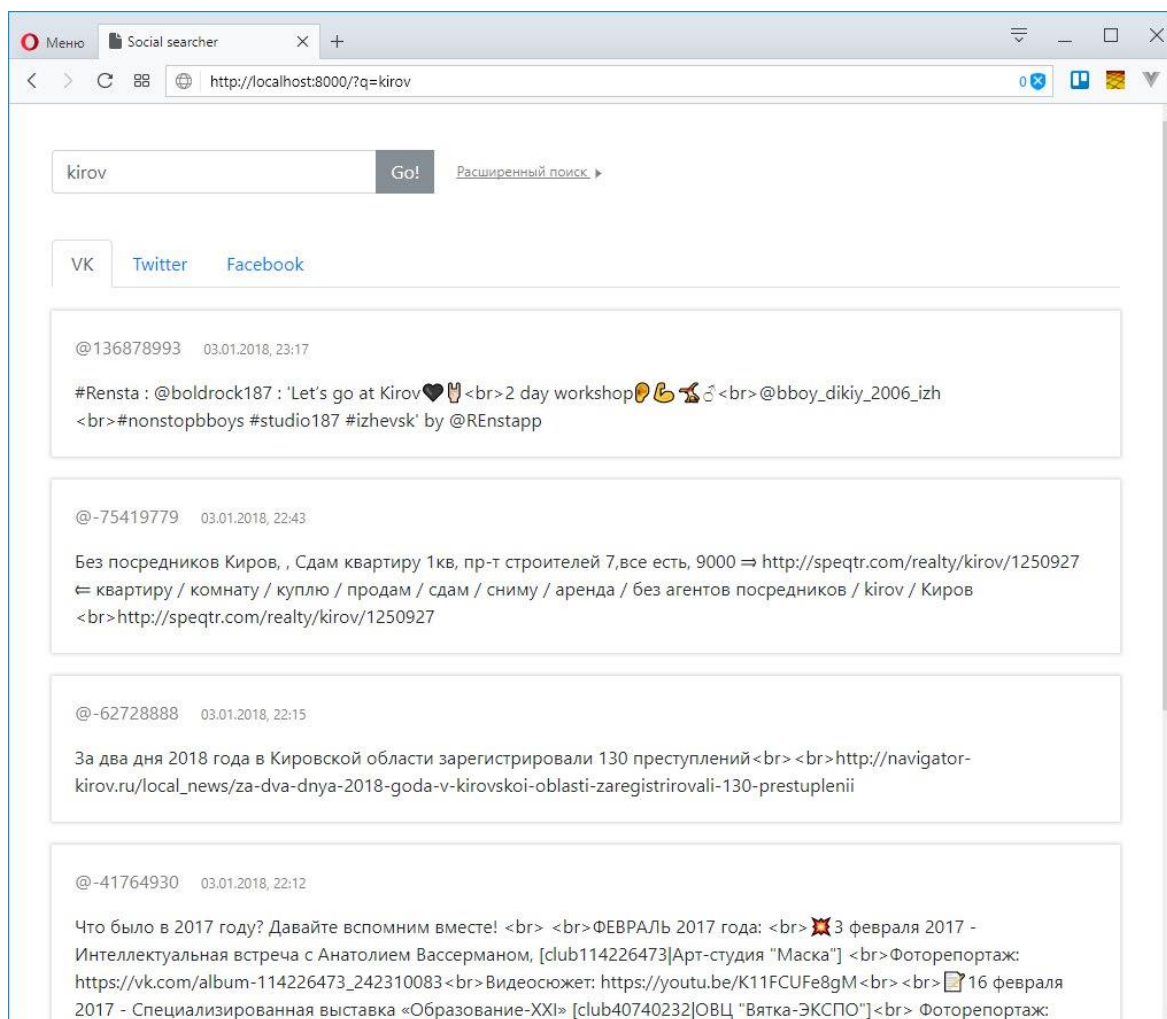 Меню
Social searcher
http://localhost:8000/?q=kirov
0
kirov
Go!
Расширенный поиск
VK Twitter Facebook
@136878993 03.01.2018, 23:17
#Rensta : @boldrock187 : 'Let's go at Kirov🖤🤘<br>2 day workshop👂💪🤸♂<br>@bboy_dikiy_2006_izh
<br>#nonstopbboys #studio187 #izhevsk' by @REnstapp
@-75419779 03.01.2018, 22:43
Без посредников Киров, , Сдам квартиру 1кв, пр-т строителей 7,все есть, 9000 ⇒ http://speqtr.com/realty/kirov/1250927
⇐ квартиру / комнату / куплю / продам / сдам / сниму / аренда / без агентов посредников / kirov / Киров
<br>http://speqtr.com/realty/kirov/1250927
@-62728888 03.01.2018, 22:15
За два дня 2018 года в Кировской области зарегистрировали 130 преступлений<br><br>http://navigator-
kirov.ru/local_news/za-dva-dnya-2018-goda-v-kirovskoi-oblasti-zaregistrirovali-130-prestuplenii
@-41764930 03.01.2018, 22:12
Что было в 2017 году? Давайте вспомним вместе! <br> <br>ФЕВРАЛЬ 2017 года: <br>💥3 февраля 2017 -
Интеллектуальная встреча с Анатолием Вассерманом, [club114226473|Арт-студия "Маска"] <br>Фоторепортаж:
https://vk.com/album-114226473_242310083<br>Видеосюжет: https://youtu.be/K11FCUFe8gM<br><br>📝16 февраля
2017 - Специализированная выставка «Образование-XXI» [club40740232|ОВЦ "Вятка-ЭКСПО"]<br> Фоторепортаж: